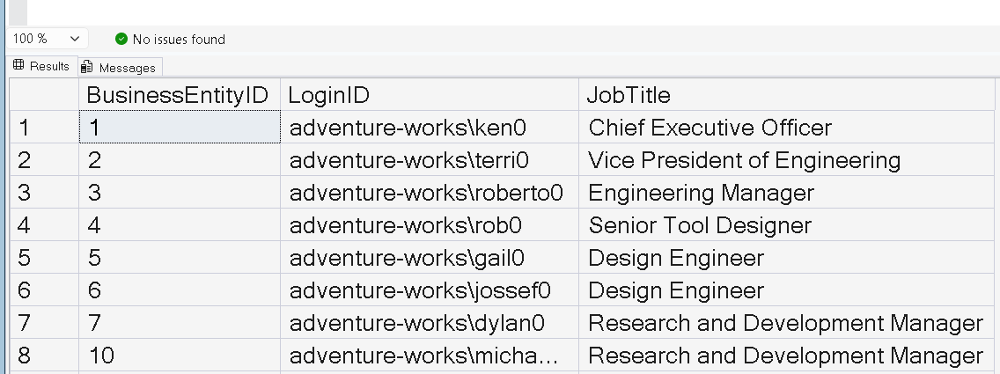 100 % No issues found
Results Messages
BusinessEntityID LoginID JobTitle
1 1 adventure-works\ken0 Chief Executive Officer
2 2 adventure-works\terri0 Vice President of Engineering
3 3 adventure-works\roberto0 Engineering Manager
4 4 adventure-works\rob0 Senior Tool Designer
5 5 adventure-works\gail0 Design Engineer
6 6 adventure-works\jossef0 Design Engineer
7 7 adventure-works\dylan0 Research and Development Manager
8 10 adventure-works\micha... Research and Development Manager